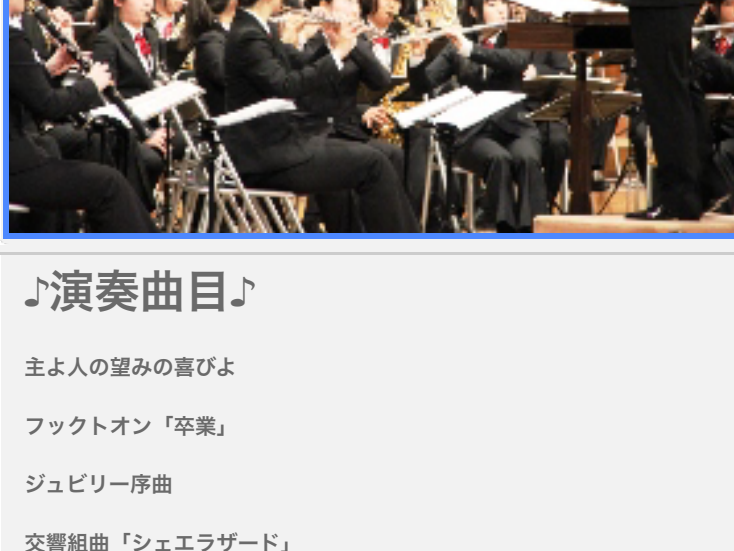 ♪演奏曲目♪
主よ人の望みの喜びよ
フックトオン「卒業」
ジュビリー序曲
交響組曲「シェエラザード」